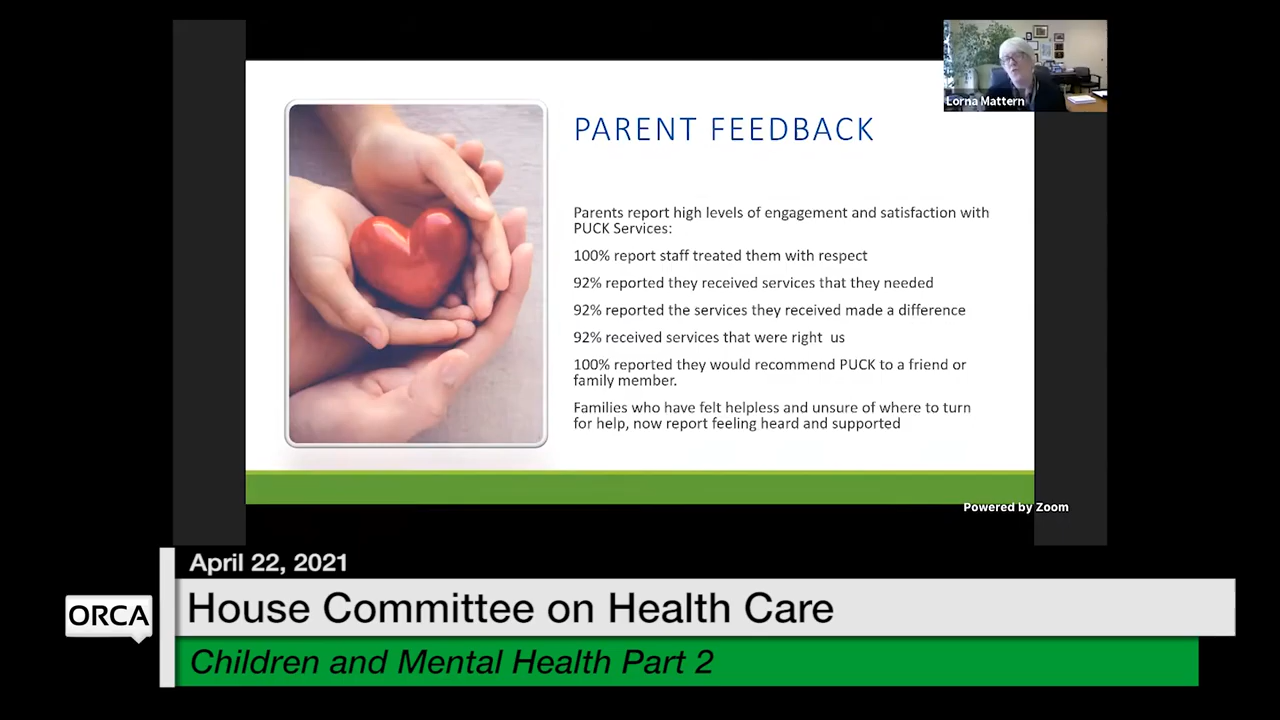 Lorna Mattern
PARENT FEEDBACK
Parents report high levels of engagement and satisfaction with
PUCK Services:
100% report staff treated them with respect
92% reported they received services that they needed
92% reported the services they received made a difference
92% received services that were right  us
100% reported they would recommend PUCK to a friend or
family member.
Families who have felt helpless and unsure of where to turn
for help, now report feeling heard and supported
Powered by Zoom
April 22, 2021
ORCA
House Committee on Health Care
Children and Mental Health Part 2